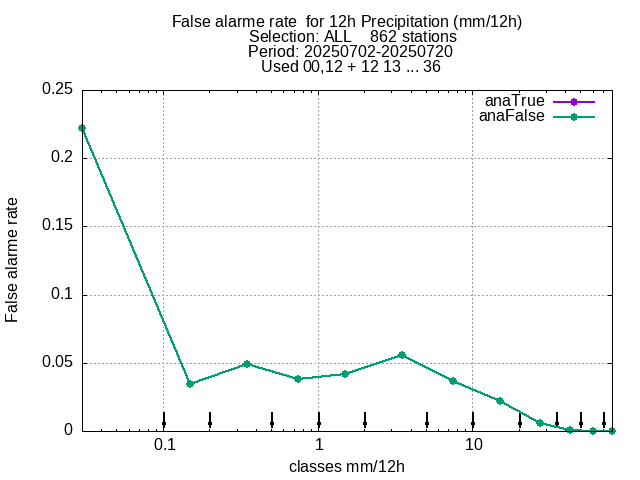 False alarme rate  for 12h Precipitation (mm/12h)
Selection: ALL    862 stations
Period: 20250702-20250720
Used 00,12 + 12 13 ... 36
anaTrue
anaFalse
0.25
0.2
0.15
0.1
0.05
0
False alarme rate
0.1
1
10
classes mm/12h